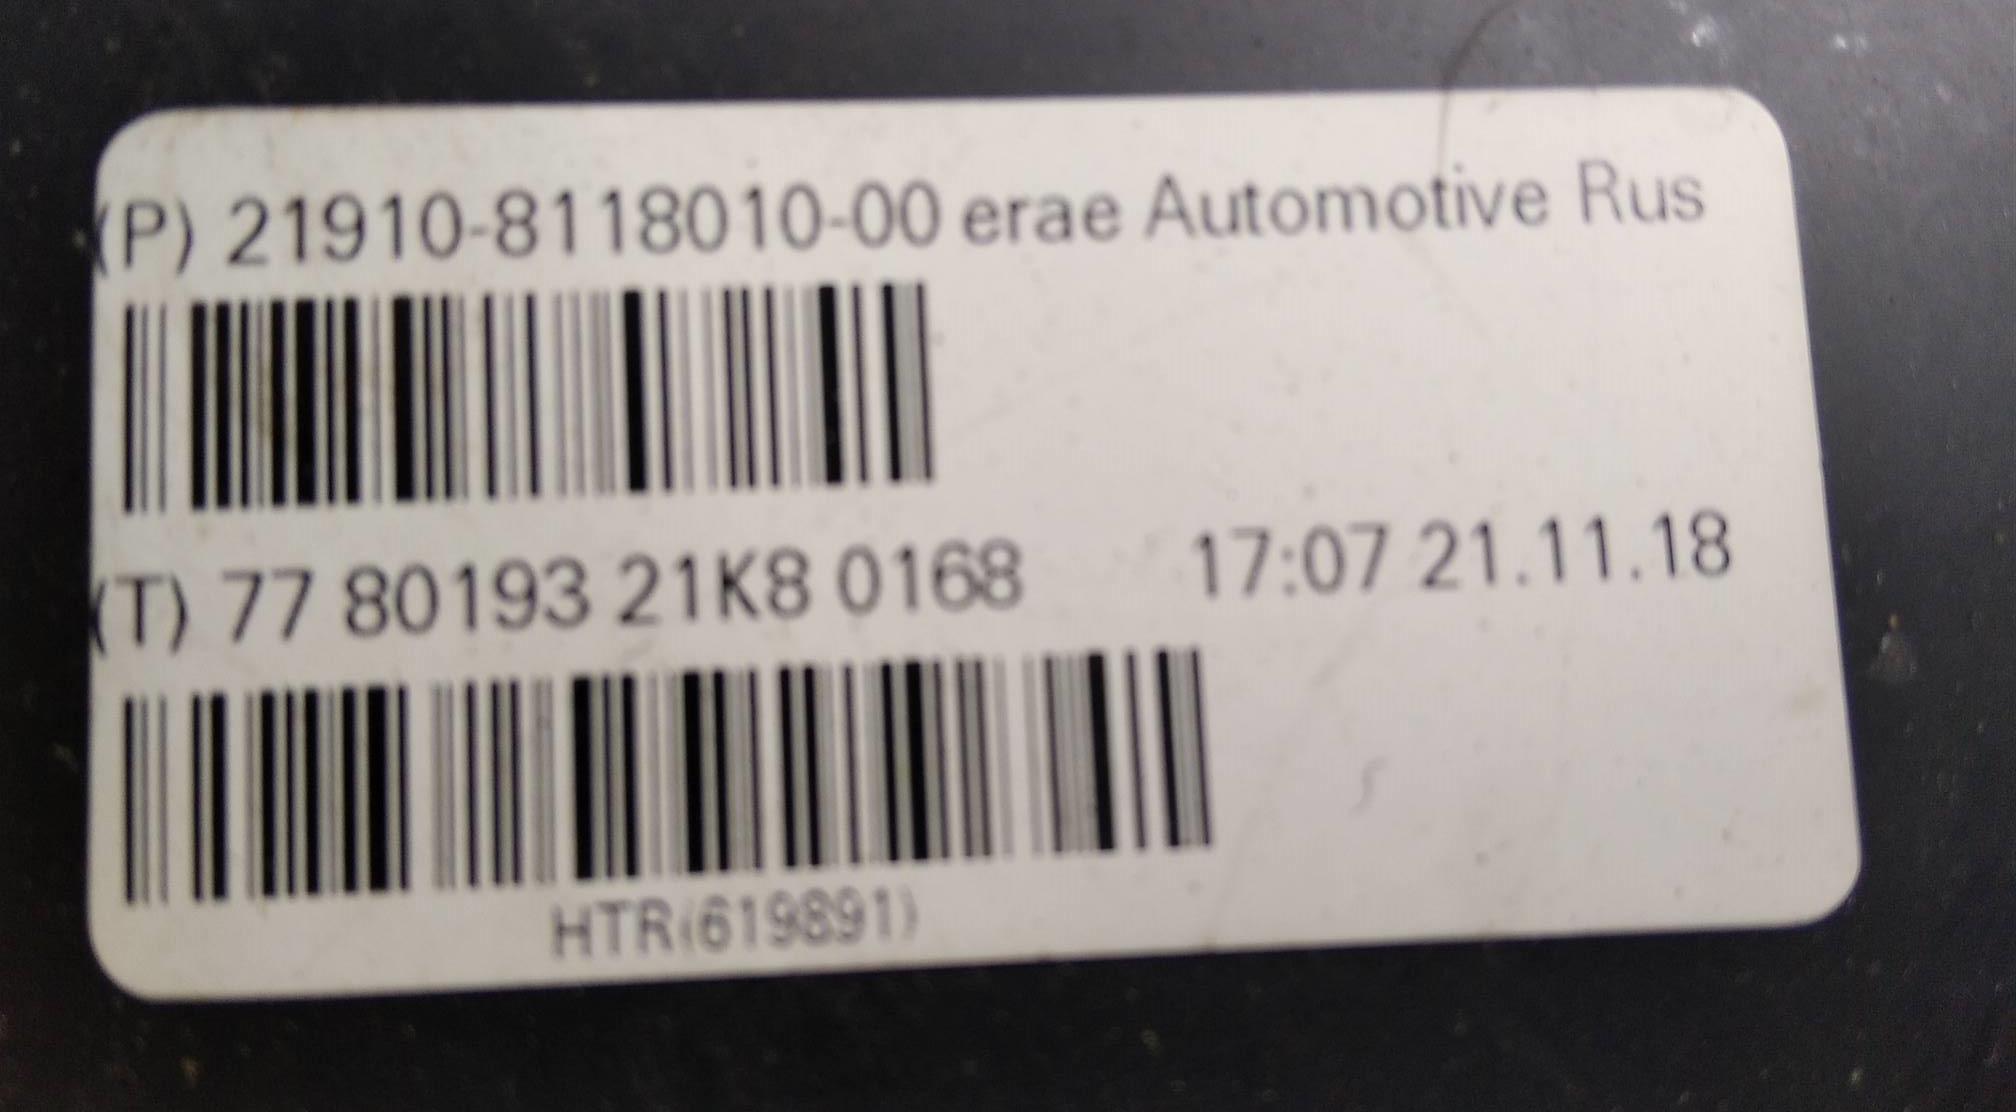 (P) 21910-8118010-00 erae Automotive Rus
(T) 77 80193 21K8 0168 17:07 21.11.18
HTR(619891)